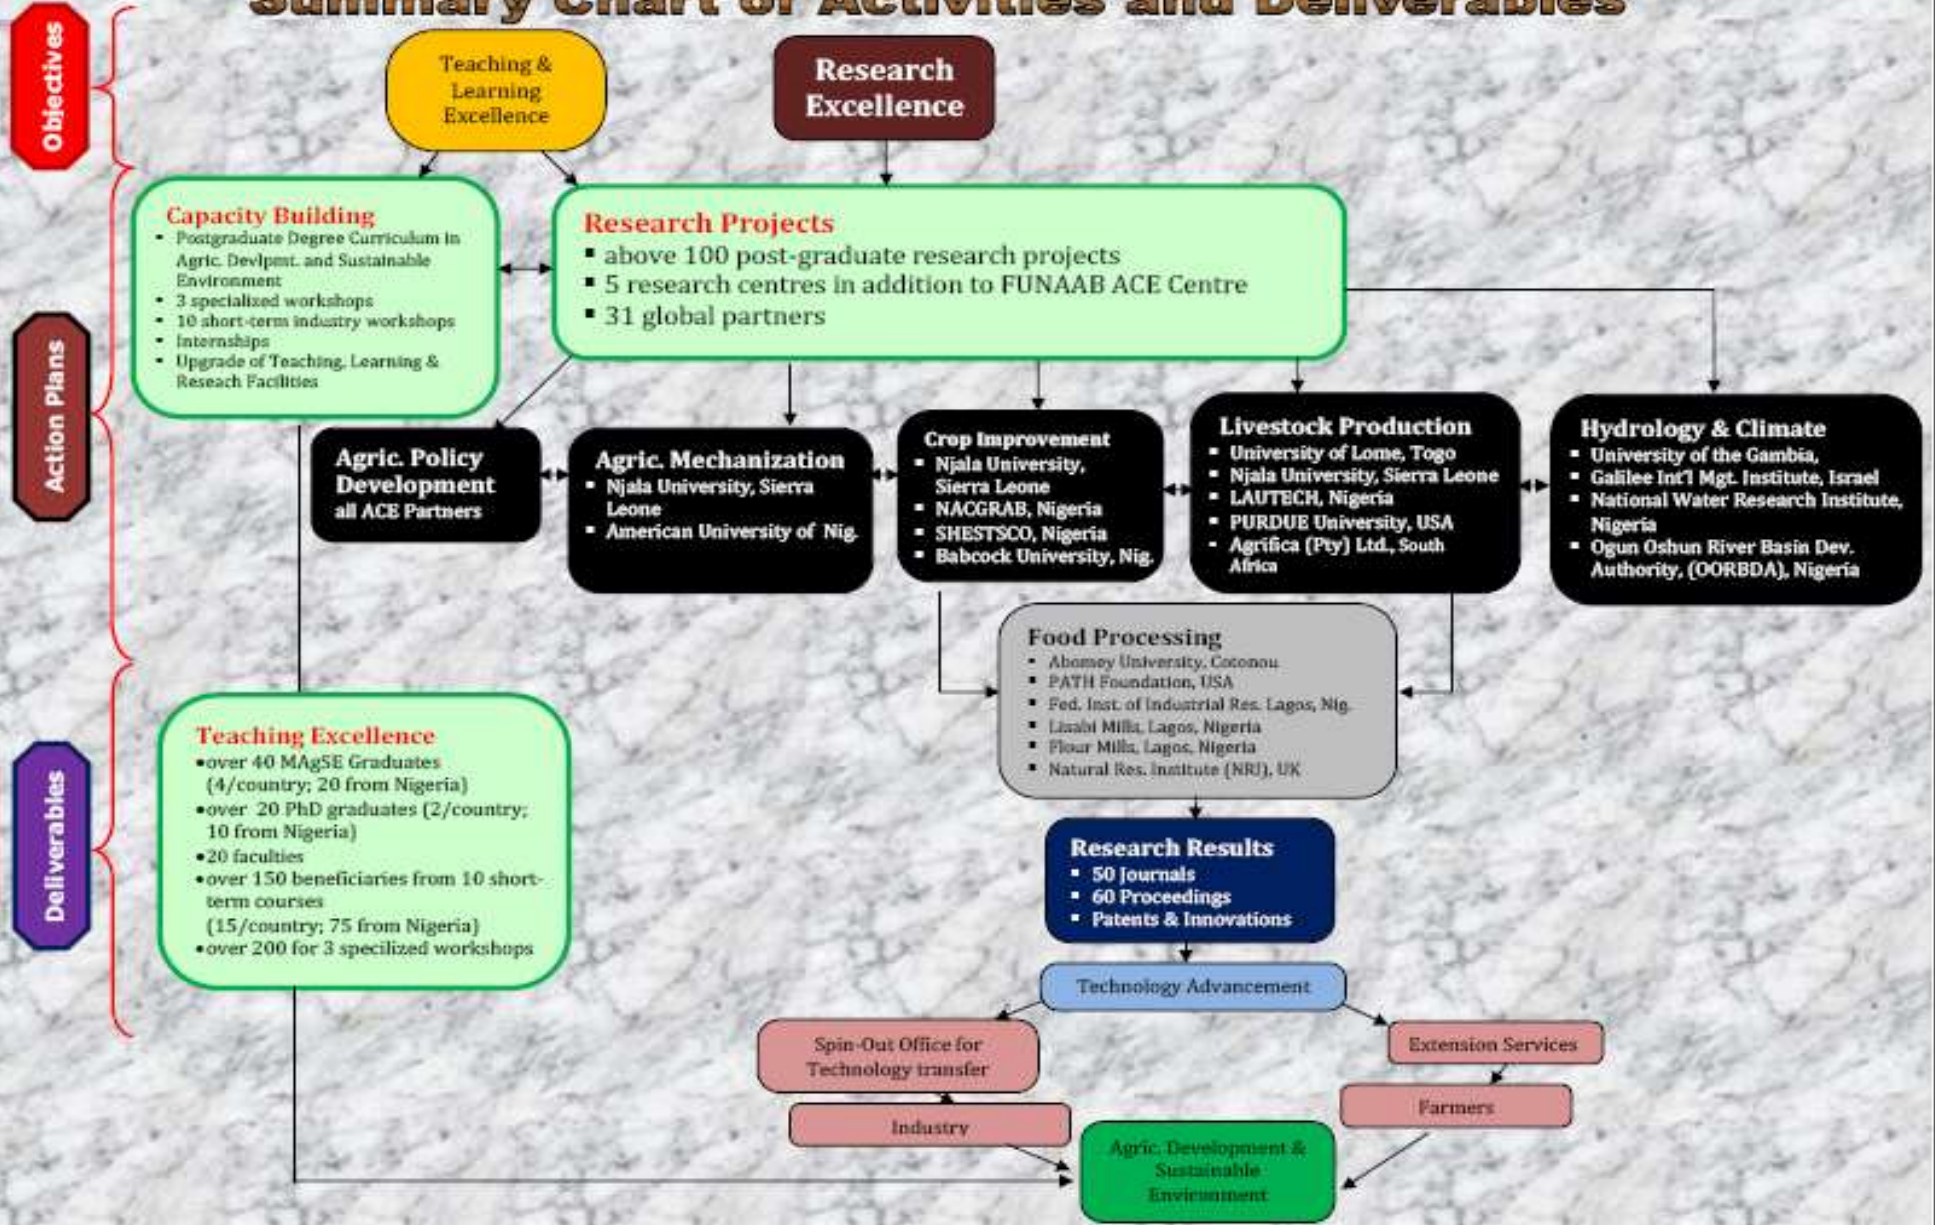 Summary Chart of Activities and Deliverables
Objectives
Teaching &
Learning
Excellence
Research
Excellence
Action Plans
Capacity Building
▪ Postgraduate Degree Curriculum in
Agric. Devlpmt. and Sustainable
Environment
▪ 3 specialized workshops
▪ 10 short-term industry workshops
▪ Internships
▪ Upgrade of Teaching, Learning &
Reseach Facilities
Research Projects
▪ above 100 post-graduate research projects
▪ 5 research centres in addition to FUNAAB ACE Centre
▪ 31 global partners
Agric. Policy
Development
all ACE Partners
Agric. Mechanization
▪ Njala University, Sierra
Leone
▪ American University of Nig.
Crop Improvement
▪ Njala University,
Sierra Leone
▪ NACGRAB, Nigeria
▪ SHESTSCO, Nigeria
▪ Babcock University, Nig.
Livestock Production
▪ University of Lome, Togo
▪ Njala University, Sierra Leone
▪ LAUTECH, Nigeria
▪ PURDUE University, USA
▪ Agrifica (Pty) Ltd., South
Africa
Hydrology & Climate
▪ University of the Gambia,
▪ Galilee Int'l Mgt. Institute, Israel
▪ National Water Research Institute,
Nigeria
▪ Ogun Oshun River Basin Dev.
Authority, (OORBDA), Nigeria
Food Processing
▪ Abomey University, Cotonou
▪ PATH Foundation, USA
▪ Fed. Inst. of Industrial Res. Lagos, Nig.
▪ Lisabi Mills, Lagos, Nigeria
▪ Flour Mills, Lagos, Nigeria
▪ Natural Res. Institute (NRI), UK
Deliverables
Teaching Excellence
•over 40 MAgSE Graduates
(4/country; 20 from Nigeria)
•over 20 PhD graduates (2/country;
10 from Nigeria)
•20 faculties
•over 150 beneficiaries from 10 short-
term courses
(15/country; 75 from Nigeria)
•over 200 for 3 specilized workshops
Research Results
▪ 50 Journals
▪ 60 Proceedings
▪ Patents & Innovations
Technology Advancement
Spin-Out Office for
Technology transfer
Extension Services
Industry
Farmers
Agric. Development &
Sustainable
Environment